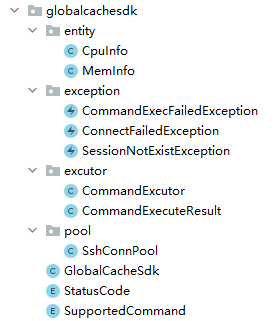 globalcachesdk
entity
C CpuInfo
C MemInfo
exception
CommandExecFailedException
ConnectFailedException
SessionNotExistException
excutor
C CommandExcutor
C CommandExecuteResult
pool
C SshConnPool
C GlobalCacheSdk
E StatusCode
E SupportedCommand